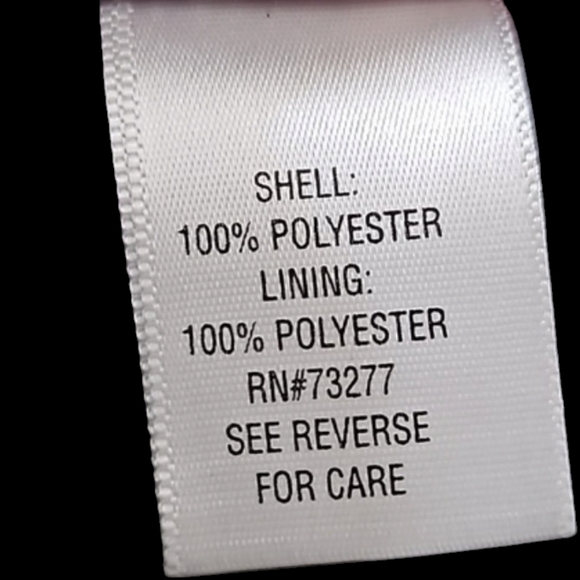 SHELL:
100% POLYESTER
LINING:
100% POLYESTER
RN#73277
SEE REVERSE
FOR CARE